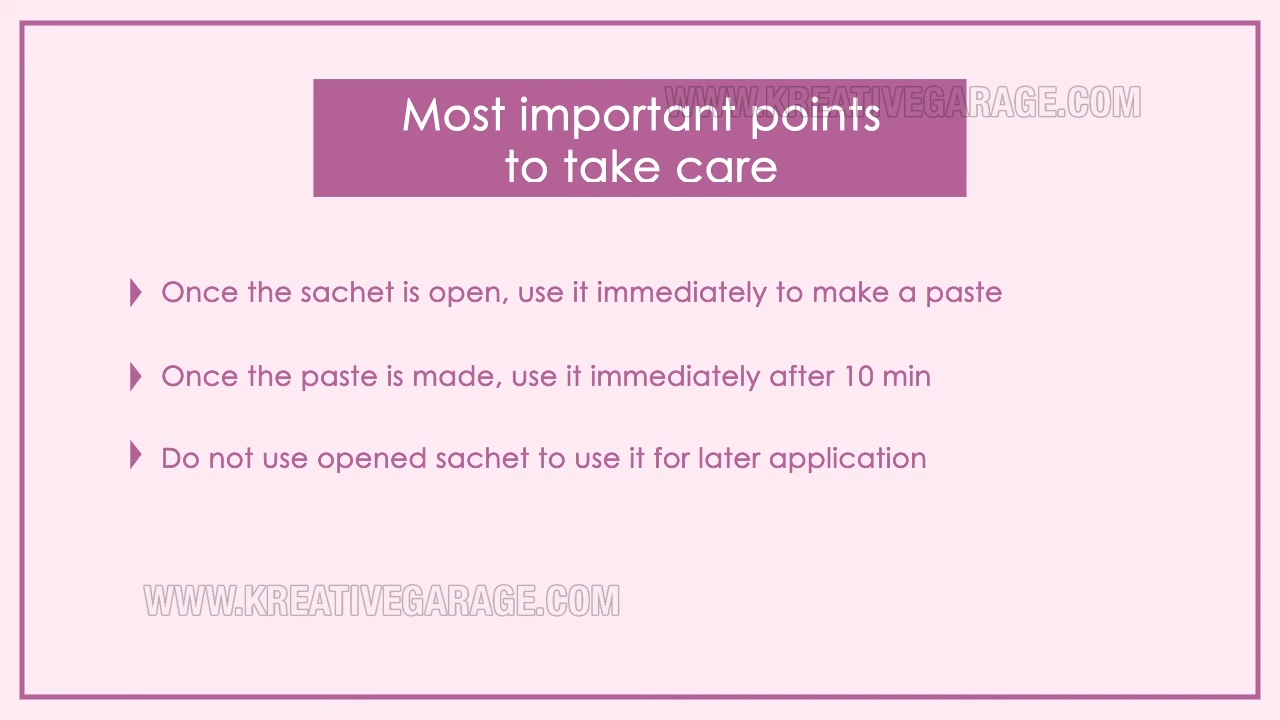 WWW.KREATIVEGARAGE.COM
Most important points
to take care
Once the sachet is open, use it immediately to make a paste
Once the paste is made, use it immediately after 10 min
Do not use opened sachet to use it for later application
WWW.KREATIVEGARAGE.COM